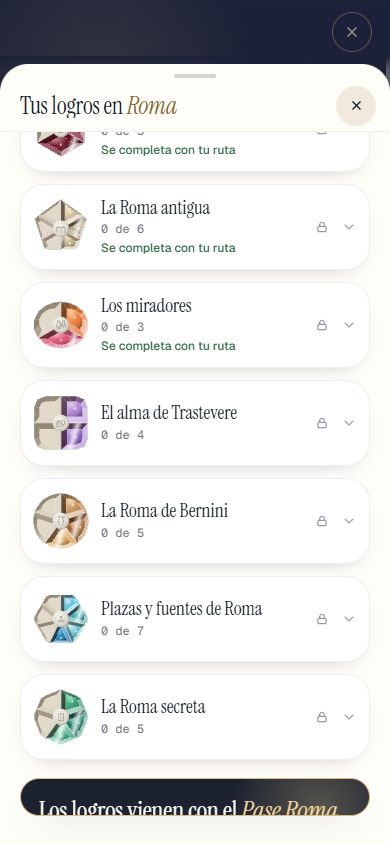 Tus logros en Roma
Se completa con tu ruta
La Roma antigua
0 de 6
Se completa con tu ruta
Los miradores
0 de 3
Se completa con tu ruta
El alma de Trastevere
0 de 4
La Roma de Bernini
0 de 5
Plazas y fuentes de Roma
0 de 7
La Roma secreta
0 de 5
Los logros vienen con el Pase Roma